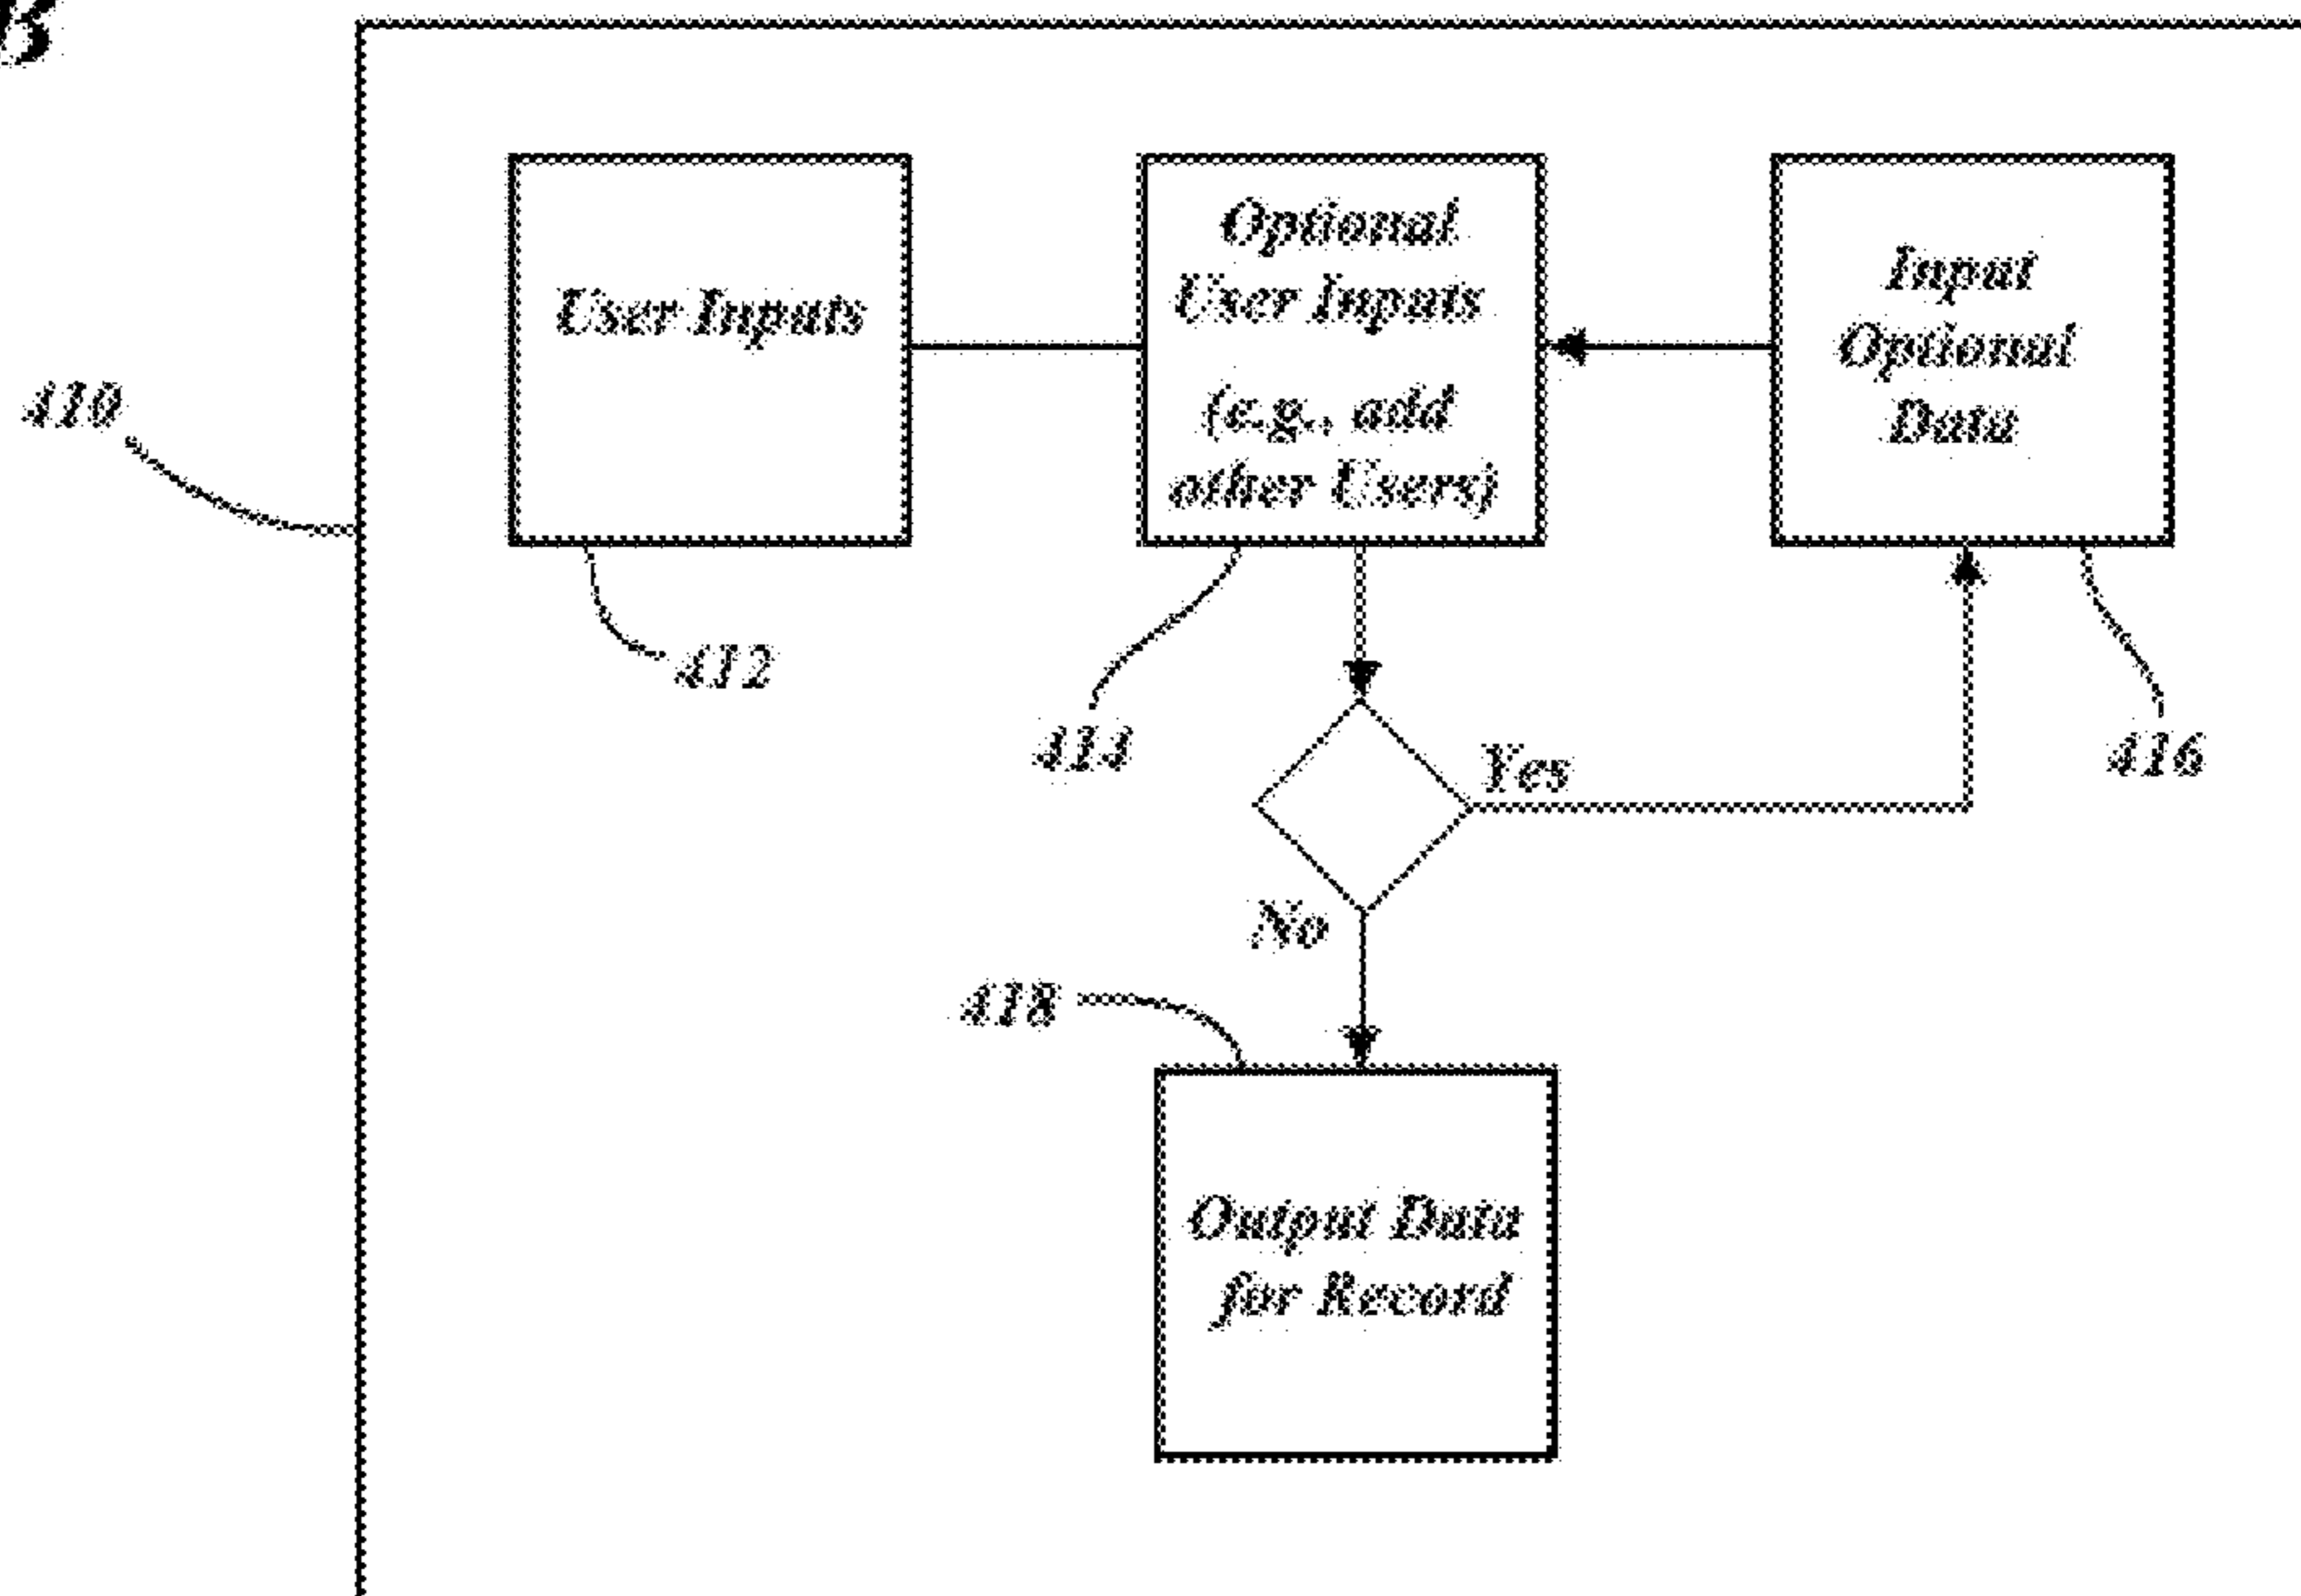 User Inputs
Optional
User Inputs
(e.g., add
other Users)
Input
Optional
Data
410
412
414
416
Yes
No
418
Output Data
for Record